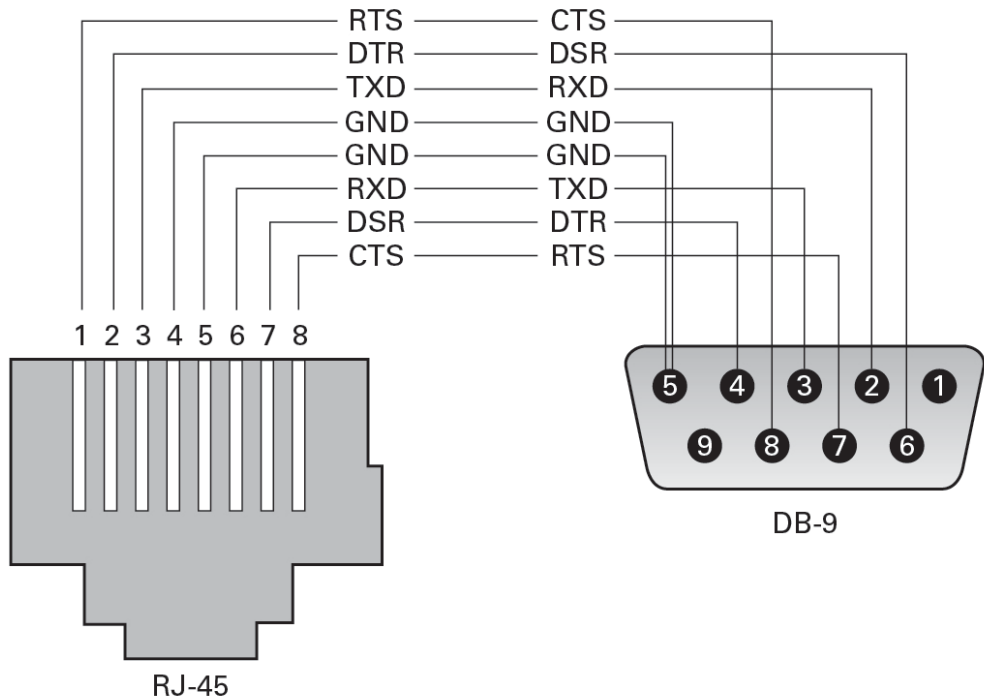 RTS CTS
DTR DSR
TXD RXD
GND GND
GND GND
RXD TXD
DSR DTR
CTS RTS
1 2 3 4 5 6 7 8
5 4 3 2 1
9 8 7 6
DB-9
RJ-45